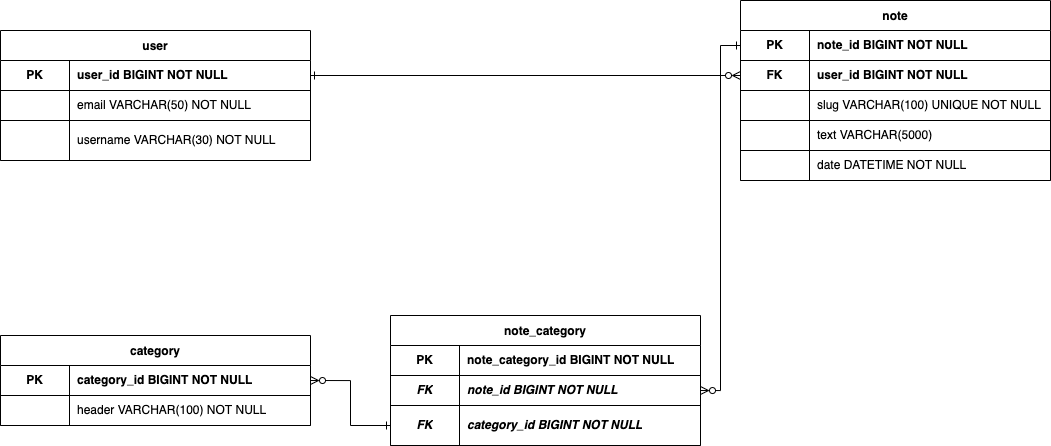 user
PK user_id BIGINT NOT NULL
email VARCHAR(50) NOT NULL
username VARCHAR(30) NOT NULL
note
PK note_id BIGINT NOT NULL
FK user_id BIGINT NOT NULL
slug VARCHAR(100) UNIQUE NOT NULL
text VARCHAR(5000)
date DATETIME NOT NULL
category
PK category_id BIGINT NOT NULL
header VARCHAR(100) NOT NULL
note_category
PK note_category_id BIGINT NOT NULL
FK note_id BIGINT NOT NULL
FK category_id BIGINT NOT NULL